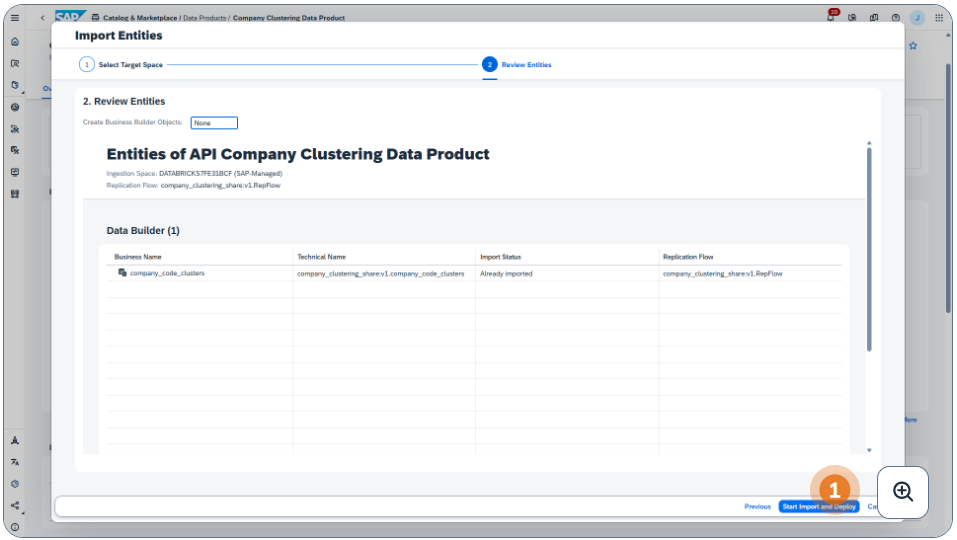 SAP Catalog & Marketplace / Data Products / Company Clustering Data Product
J
Import Entities
1 Select Target Space
2 Review Entities
2. Review Entities
Create Business Builder Objects: None
Entities of API Company Clustering Data Product
Ingestion Space: DATABRICKS7FE31BCF (SAP-Managed)
Replication Flow: company_clustering_share:v1.RepFlow
Data Builder (1)
Business Name Technical Name Import Status Replication Flow
company_code_clusters company_clustering_share:v1.company_code_clusters Already imported company_clustering_share:v1.RepFlow
1
Previous Start Import and Deploy